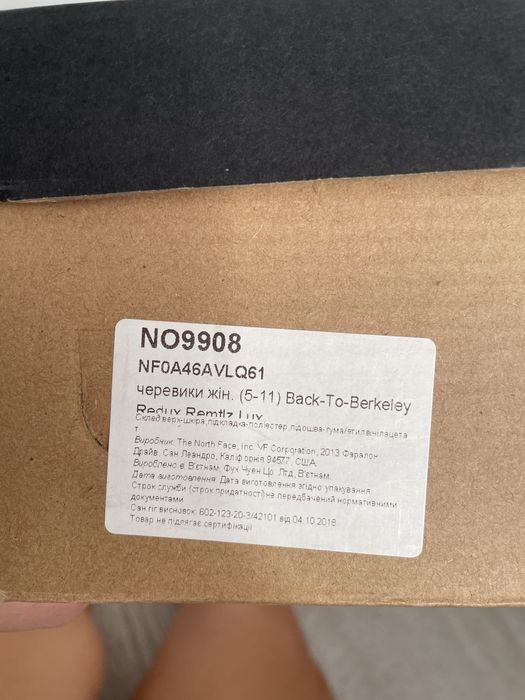 NO9908
NF0A46AVLQ61
черевики жін. (5-11) Back-To-Berkeley
Redux Remtlz Lux
Склад:верх-шкіра,підкладка-поліестер,підошва-гума/етилвінілацета
т
Виробник: The North Face, inc. VF Corporation, 2013 Фаралон
Драйв, Сан Леандро, Каліфорнія 94577, США.
Вироблено в: В'єтнам, Фук Чуен Цо. Лтд, В'єтнам.
Дата виготовлення: Дата виготовлення згідно упакування.
Строк служби (строк придатності)не передбачений нормативними
документами
Сан гіг висновок: 602-123-20-3/42101 від 04.10.2018
Товар не підлягає сертифікації